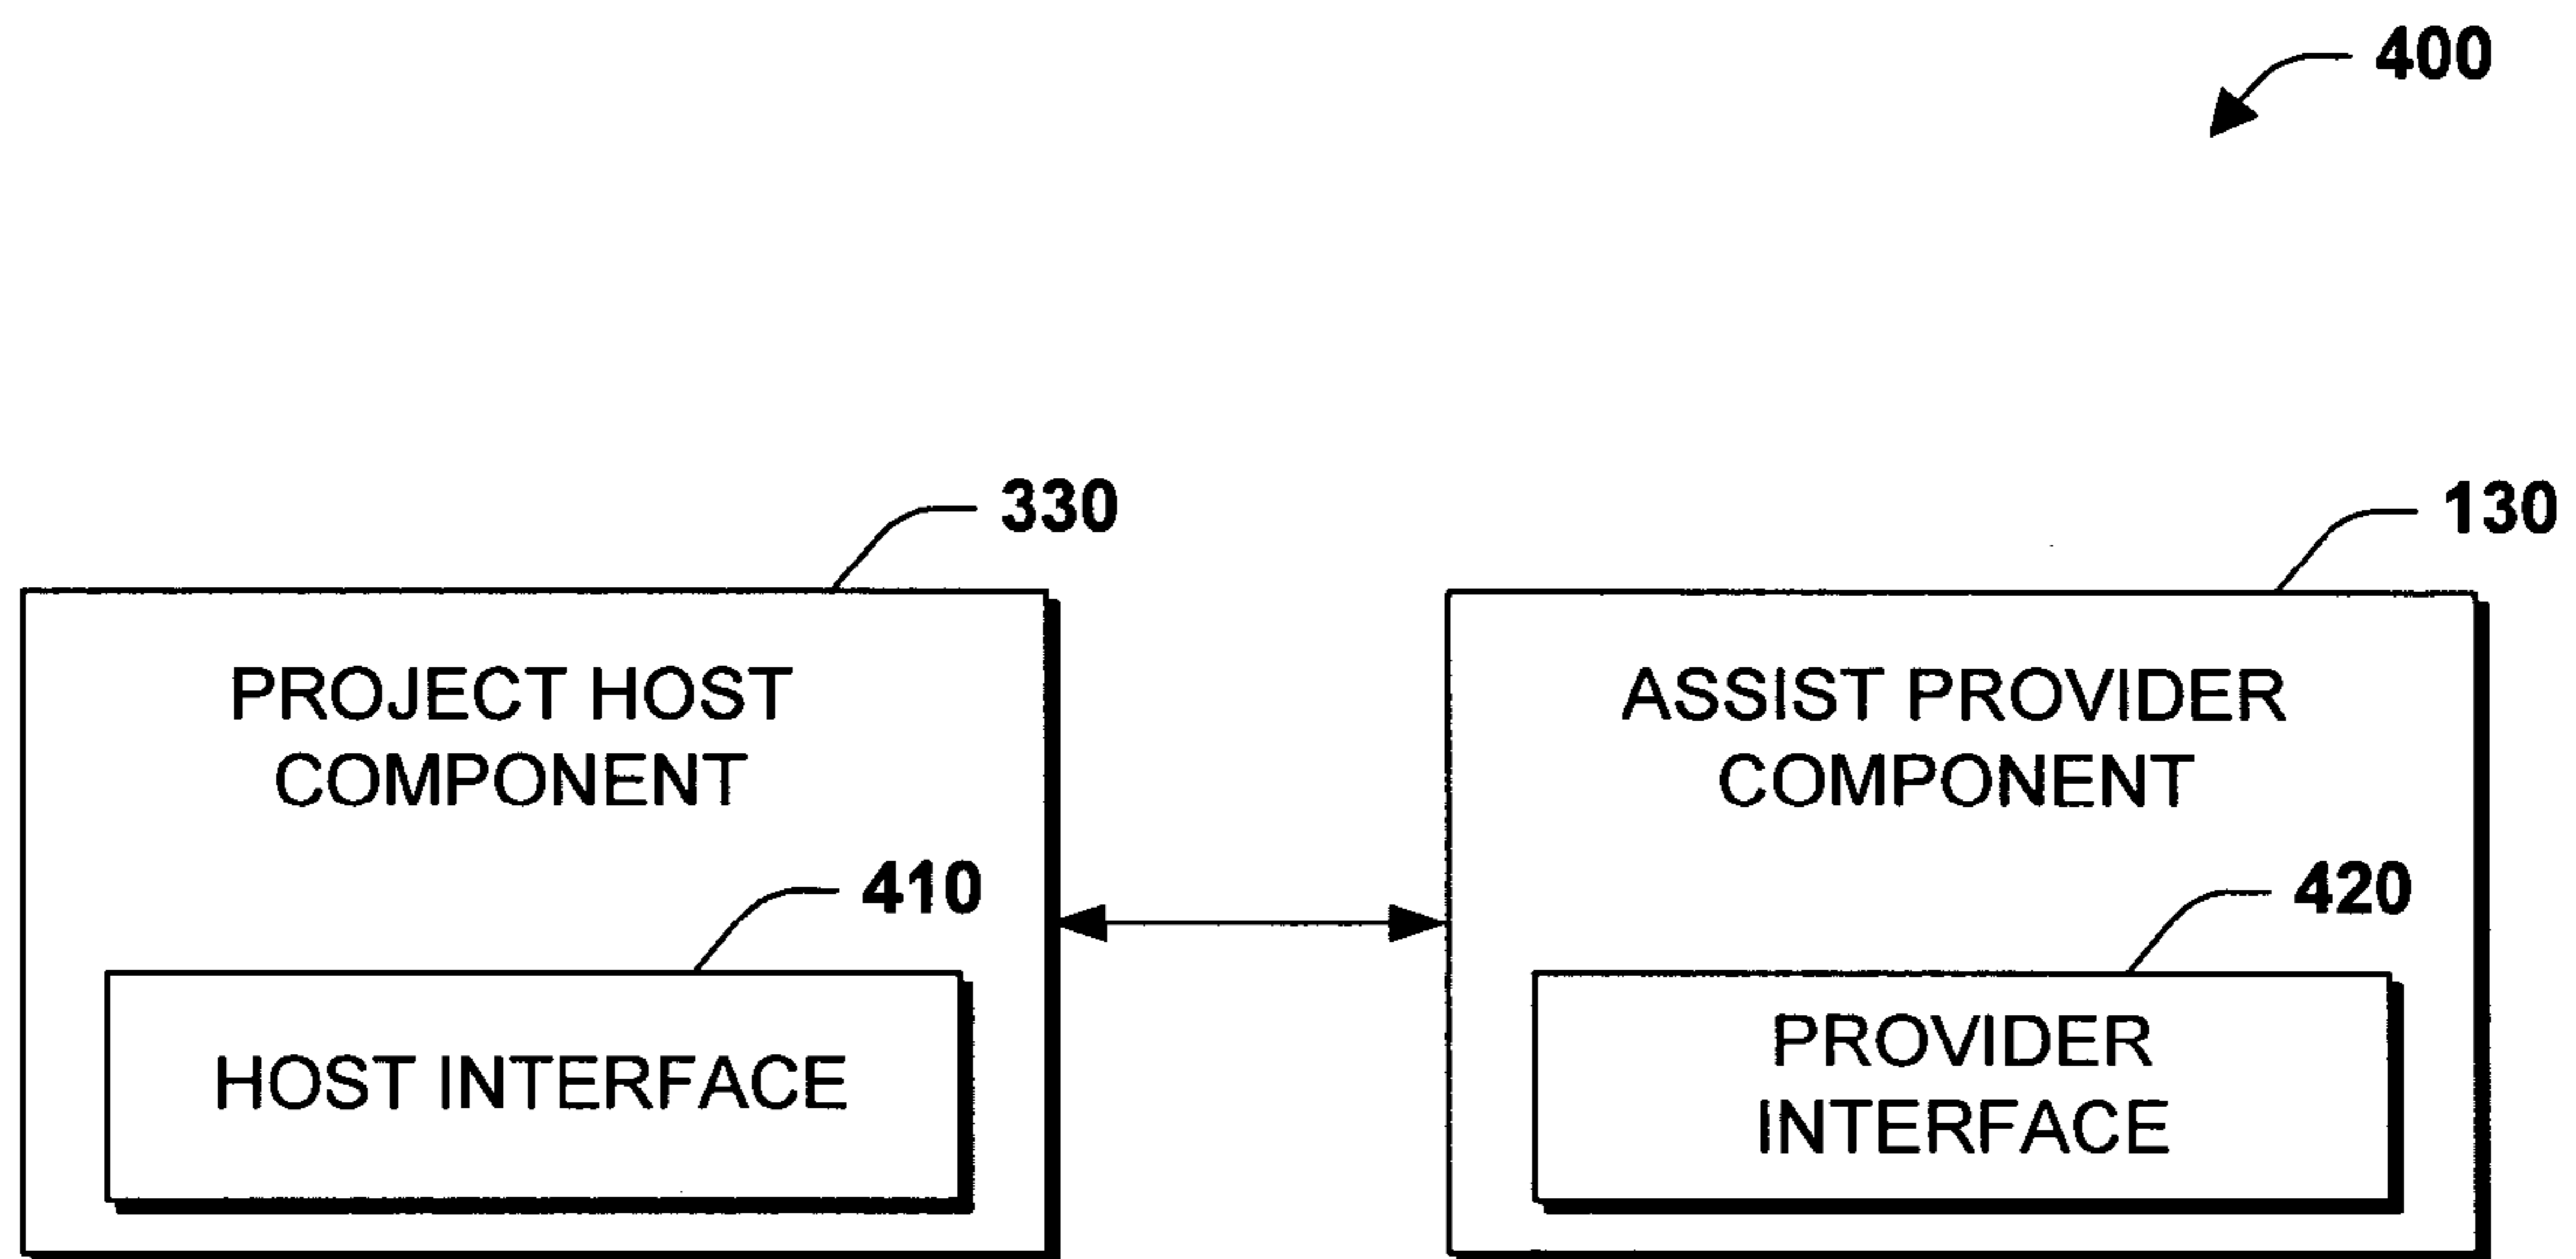 400
330
130
PROJECT HOST
COMPONENT
ASSIST PROVIDER
COMPONENT
410
420
HOST INTERFACE
PROVIDER
INTERFACE